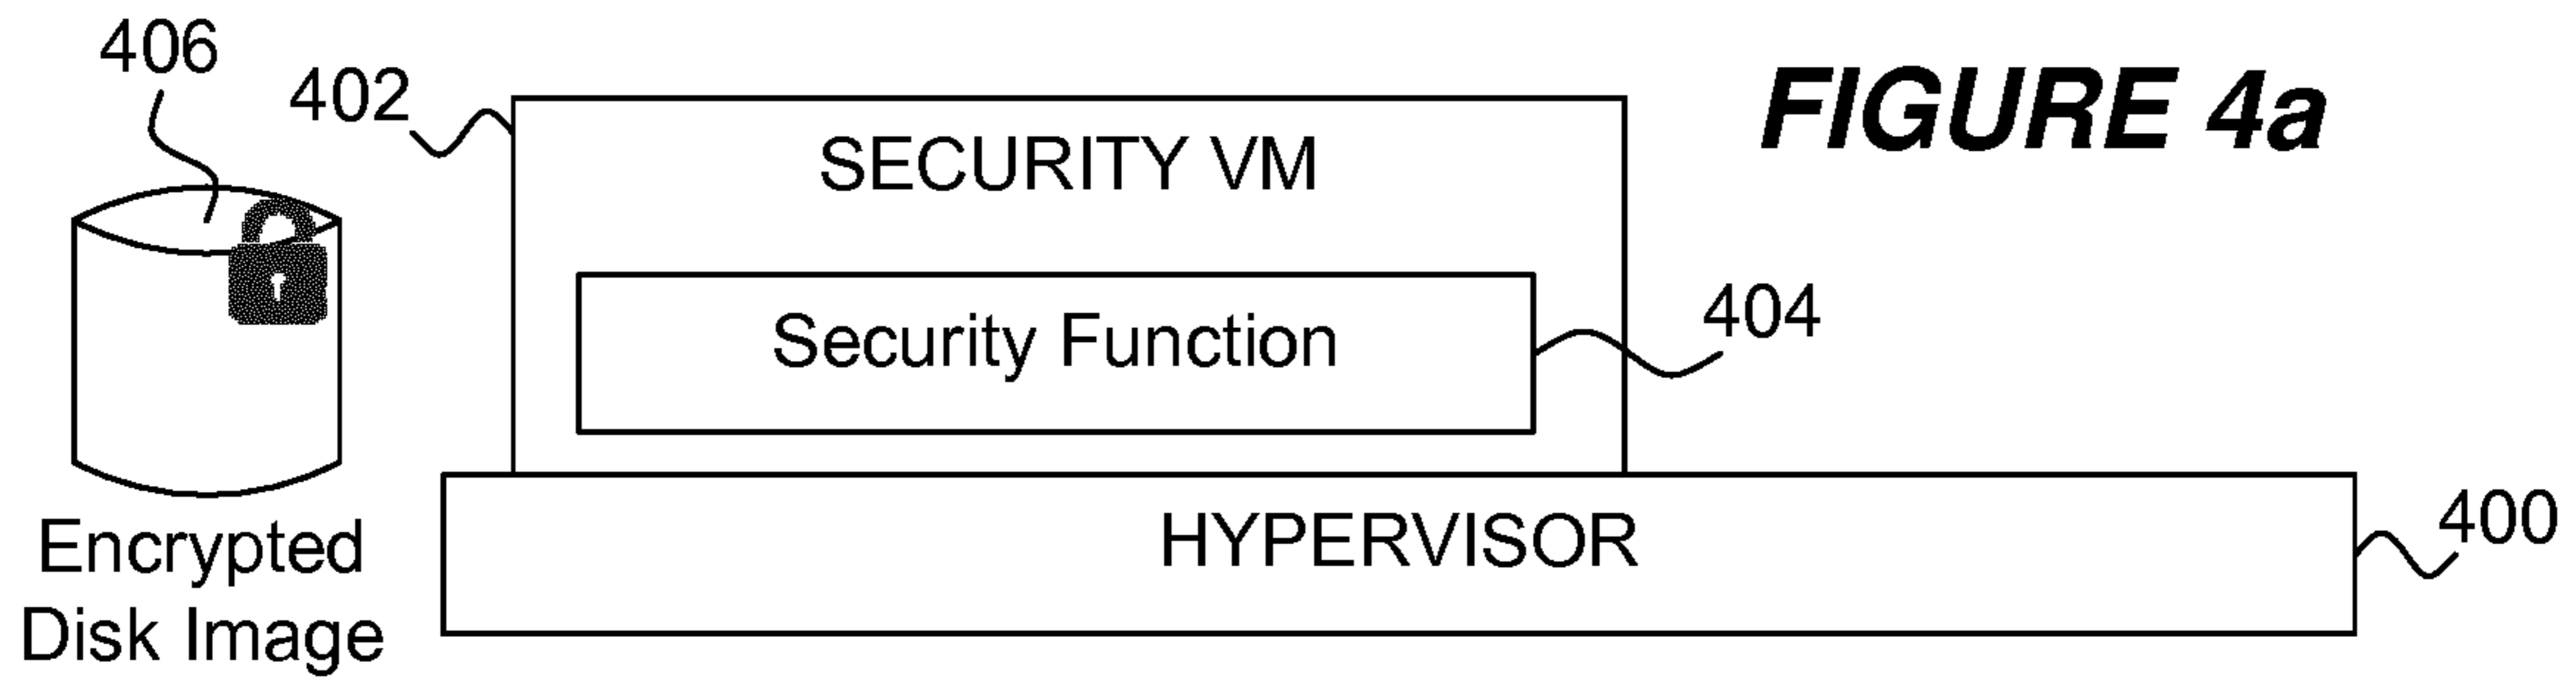 406
402
FIGURE 4a
SECURITY VM
404
Security Function
400
HYPERVISOR
Encrypted
Disk Image